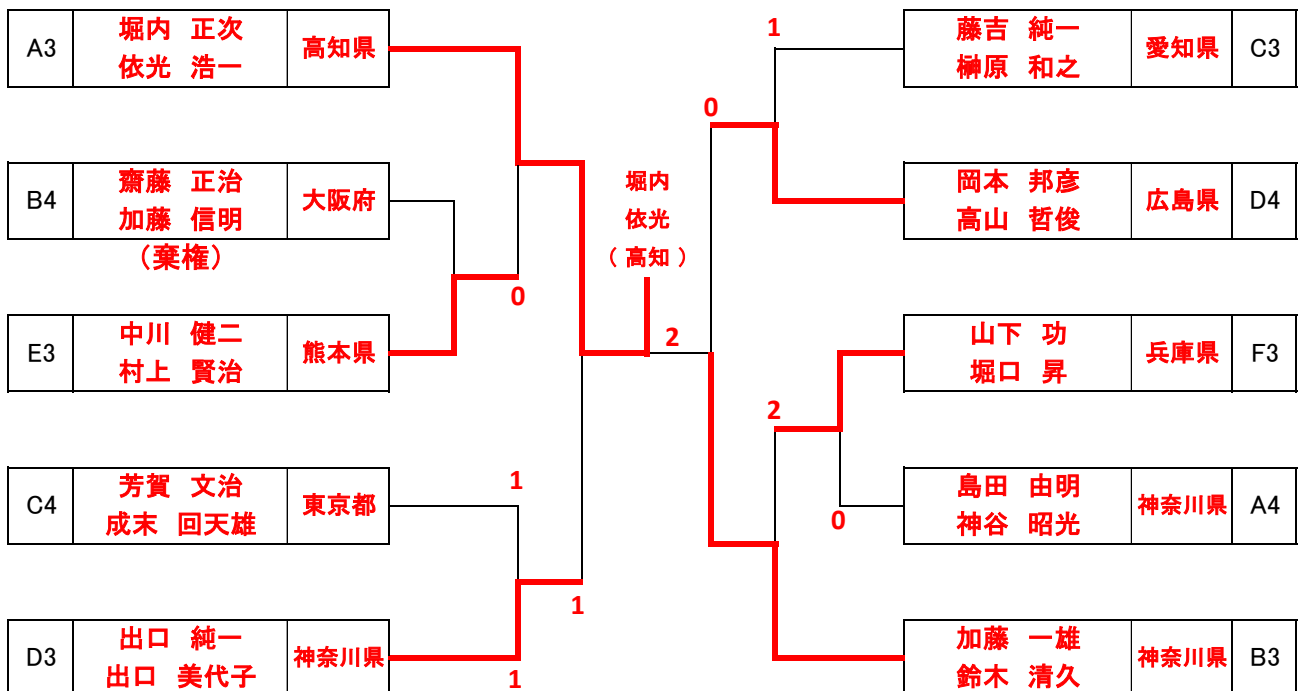 A3 堀内 正次 依光 浩一 高知県
B4 齋藤 正治 加藤 信明 大阪府
（棄権）
0
E3 中川 健二 村上 賢治 熊本県
1
C4 芳賀 文治 成末 回天雄 東京都
1
D3 出口 純一 出口 美代子 神奈川県
1
堀内
依光
（ 高知 ）
2
1
藤吉 純一 榊原 和之 愛知県 C3
0
岡本 邦彦 高山 哲俊 広島県 D4
山下 功 堀口 昇 兵庫県 F3
2
島田 由明 神谷 昭光 神奈川県 A4
0
加藤 一雄 鈴木 清久 神奈川県 B3